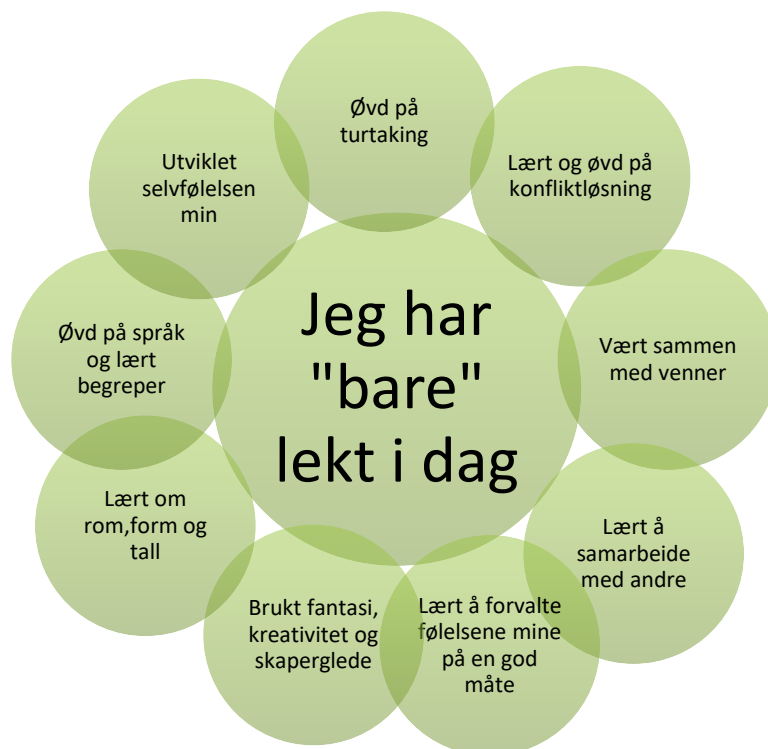 Jeg har
"bare"
lekt i dag
Øvd på
turtaking
Lært og øvd på
konfliktløsning
Vært sammen
med venner
Lært å
samarbeide
med andre
Lært å forvalte
følelsene mine
på en god
måte
Brukt fantasi,
kreativitet og
skaperglede
Lært om
rom,form og
tall
Øvd på språk
og lært
begreper
Utviklet
selvfølelsen
min